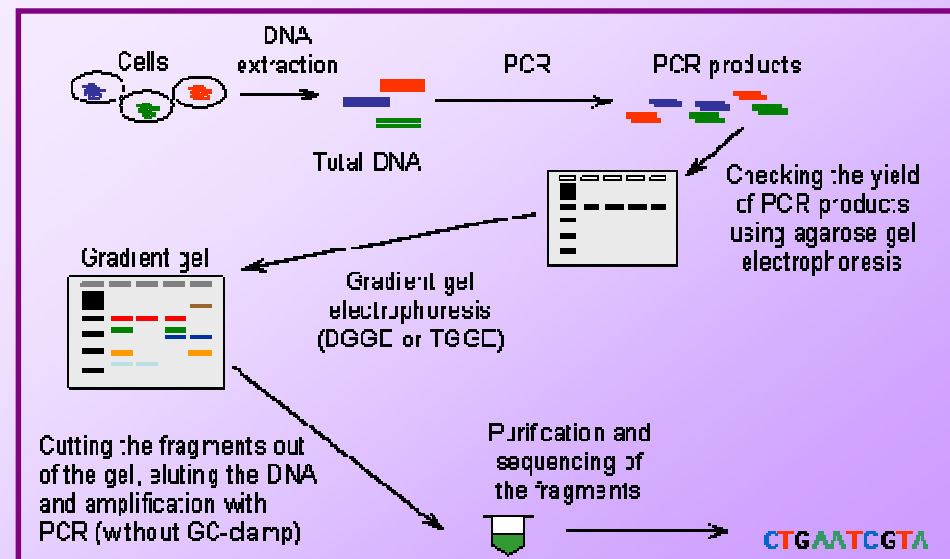 Cells
DNA
extraction
PCR
PCR products
Total DNA
Checking the yield
of PCR products
using agarose gel
electrophoresis
Gradient gel
electrophoresis
(DGGE or TGGE)
Gradient gel
Cutting the fragments out
of the gel, eluting the DNA
and amplification with
PCR (without GC-clamp)
Purification and
sequencing of
the fragments
CTGAATCGTA